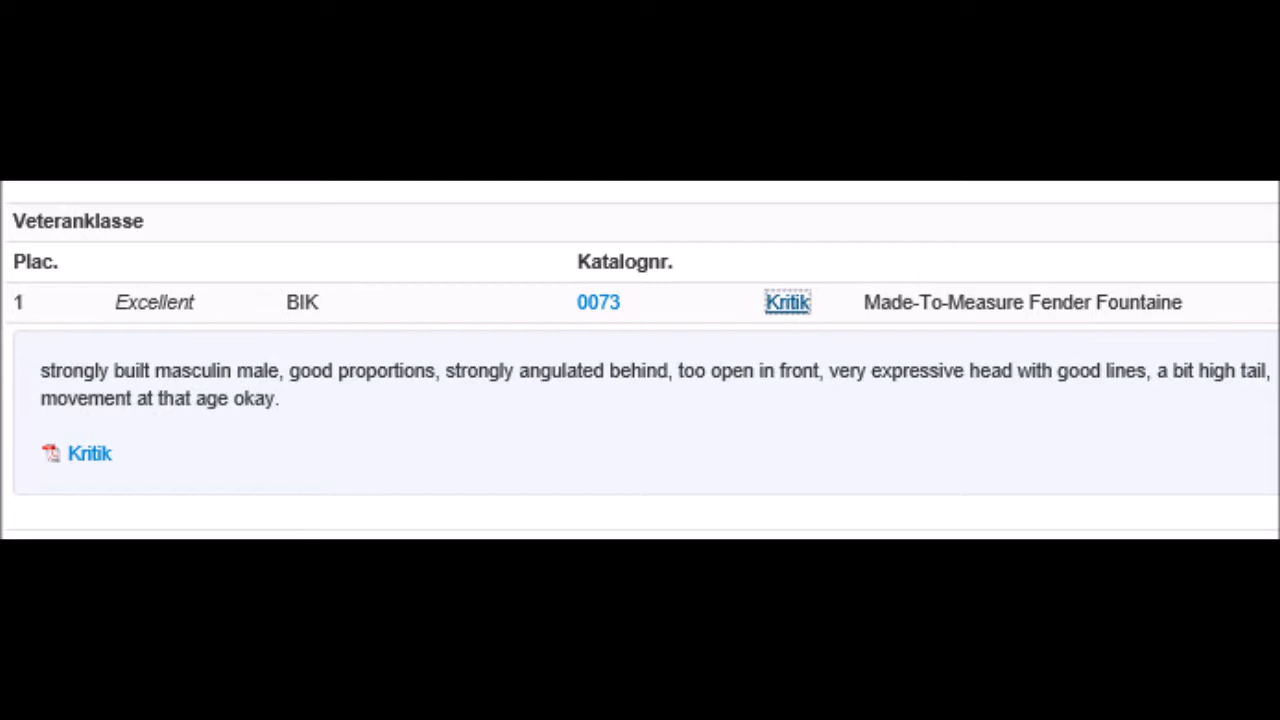 Veteranklasse
Plac. Katalognr.
1 Excellent BIK 0073 Kritik Made-To-Measure Fender Fountaine
strongly built masculin male, good proportions, strongly angulated behind, too open in front, very expressive head with good lines, a bit high tail,
movement at that age okay.
Kritik